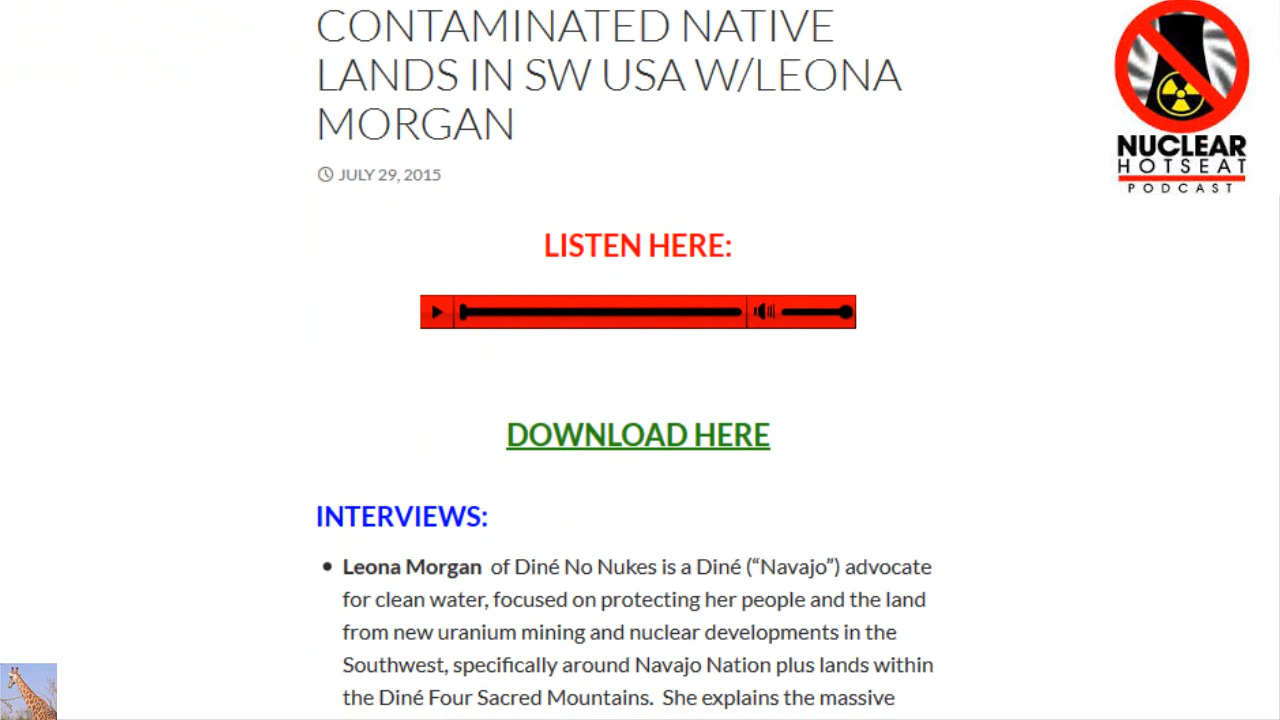 CONTAMINATED NATIVE
LANDS IN SW USA W/LEONA
MORGAN
JULY 29, 2015
LISTEN HERE:
DOWNLOAD HERE
INTERVIEWS:
• Leona Morgan of Diné No Nukes is a Diné (“Navajo”) advocate
for clean water, focused on protecting her people and the land
from new uranium mining and nuclear developments in the
Southwest, specifically around Navajo Nation plus lands within
the Diné Four Sacred Mountains. She explains the massive
NUCLEAR
HOTSEAT
PODCAST